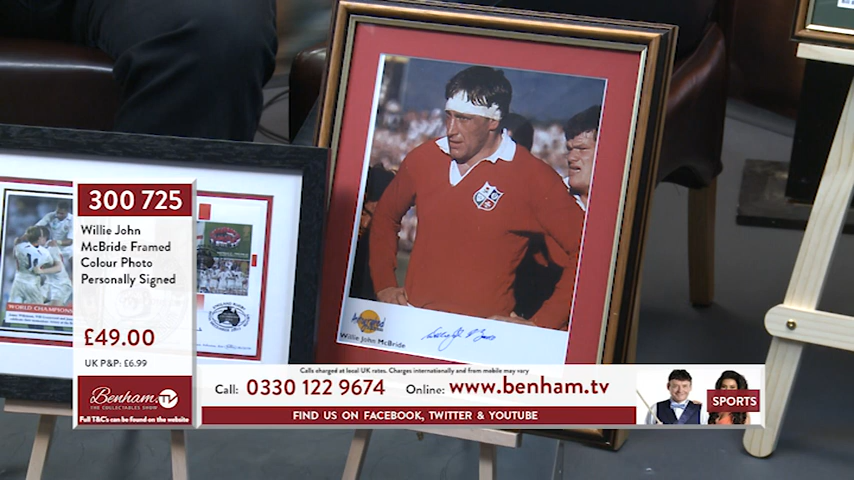 300 725
Willie John
McBride Framed
Colour Photo
Personally Signed
£49.00
UK P&P: £6.99
Benham.TV
THE COLLECTABLES SHOW
Full T&C's can be found on the website
WORLD CHAMPIONS
Willie John McBride
Calls charged at local UK rates. Charges internationally and from mobile may vary
Call: 0330 122 9674 Online: www.benham.tv
FIND US ON FACEBOOK, TWITTER & YOUTUBE
SPORTS